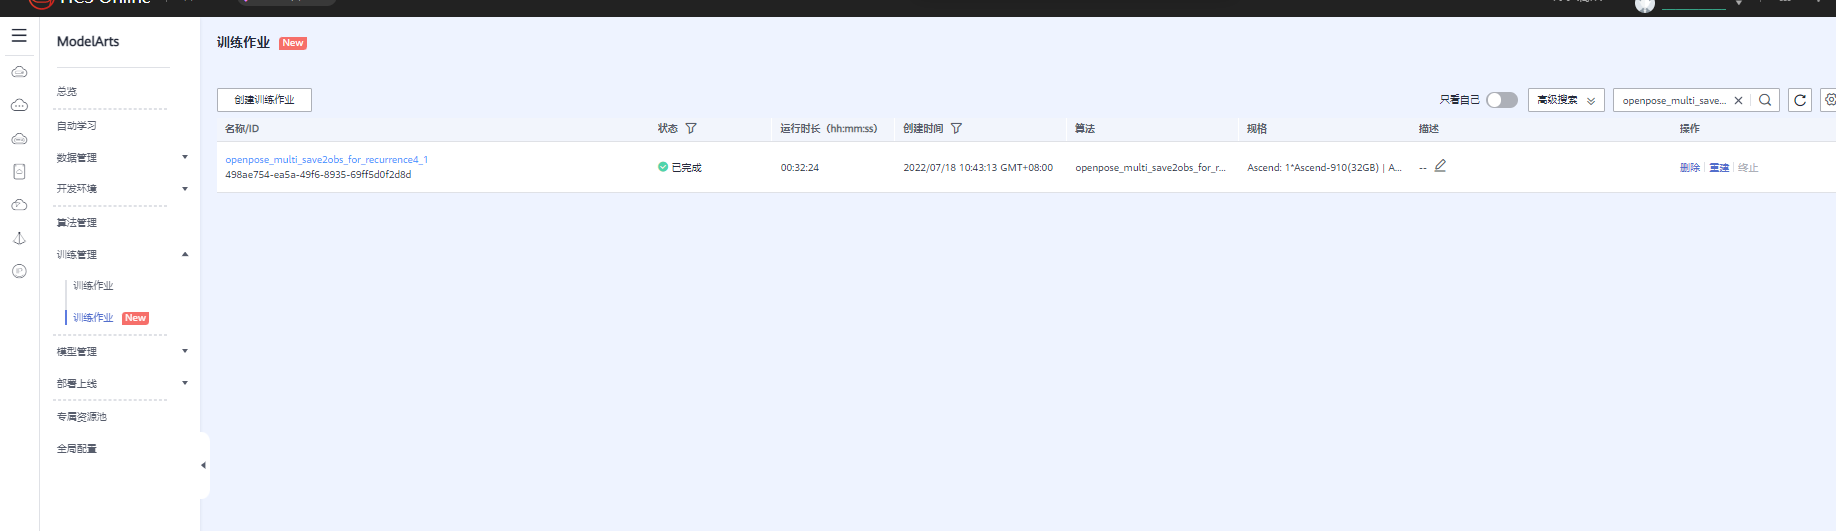 HCS Online
ModelArts
总览
自动学习
数据管理
开发环境
算法管理
训练管理
训练作业
训练作业 New
模型管理
部署上线
专属资源池
全局配置
训练作业 New
创建训练作业
只看自己
高级搜索
openpose_multi_save...
名称/ID 状态 运行时长（hh:mm:ss） 创建时间 算法 规格 描述 操作
openpose_multi_save2obs_for_recurrence4_1
498ae754-ea5a-49f6-8935-69ff5d0f2d8d
已完成 00:32:24 2022/07/18 10:43:13 GMT+08:00 openpose_multi_save2obs_for_r... Ascend: 1*Ascend-910(32GB) | A... -- 删除 | 重建 | 终止